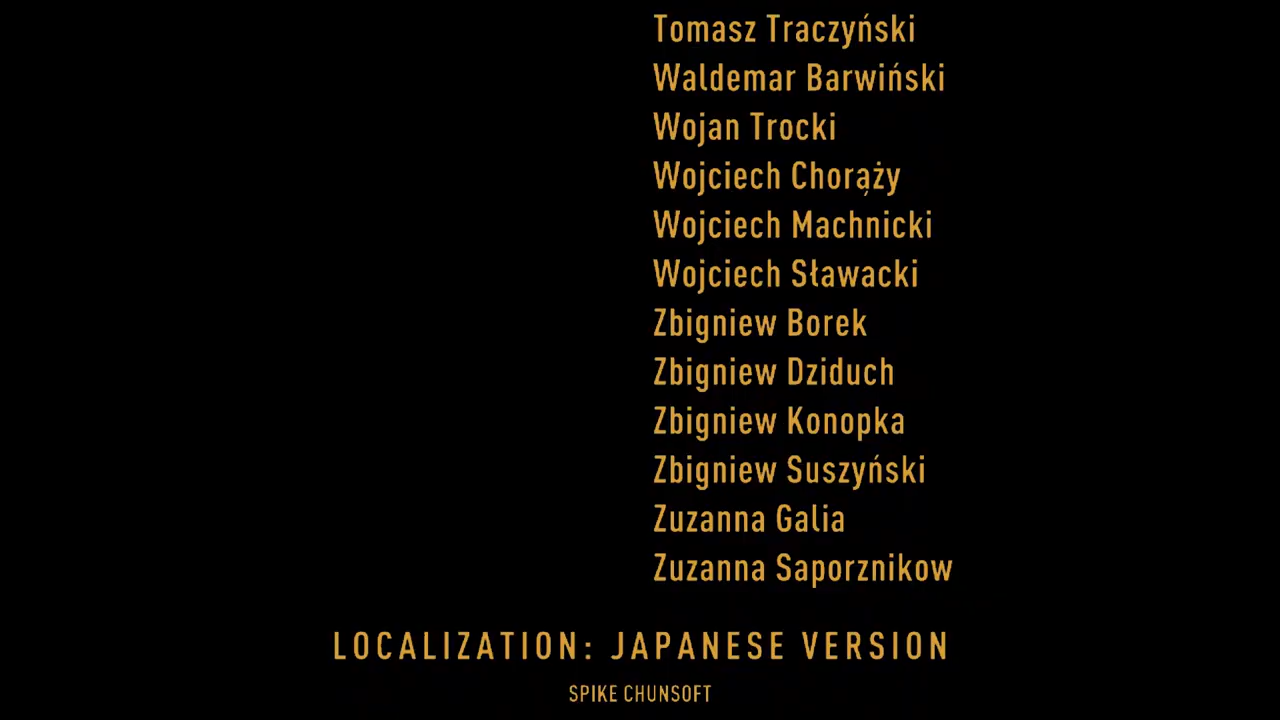 Tomasz Traczyński
Waldemar Barwiński
Wojan Trocki
Wojciech Chorąży
Wojciech Machnicki
Wojciech Sławacki
Zbigniew Borek
Zbigniew Dziduch
Zbigniew Konopka
Zbigniew Suszyński
Zuzanna Galia
Zuzanna Saporznikow
LOCALIZATION: JAPANESE VERSION
SPIKE CHUNSOFT